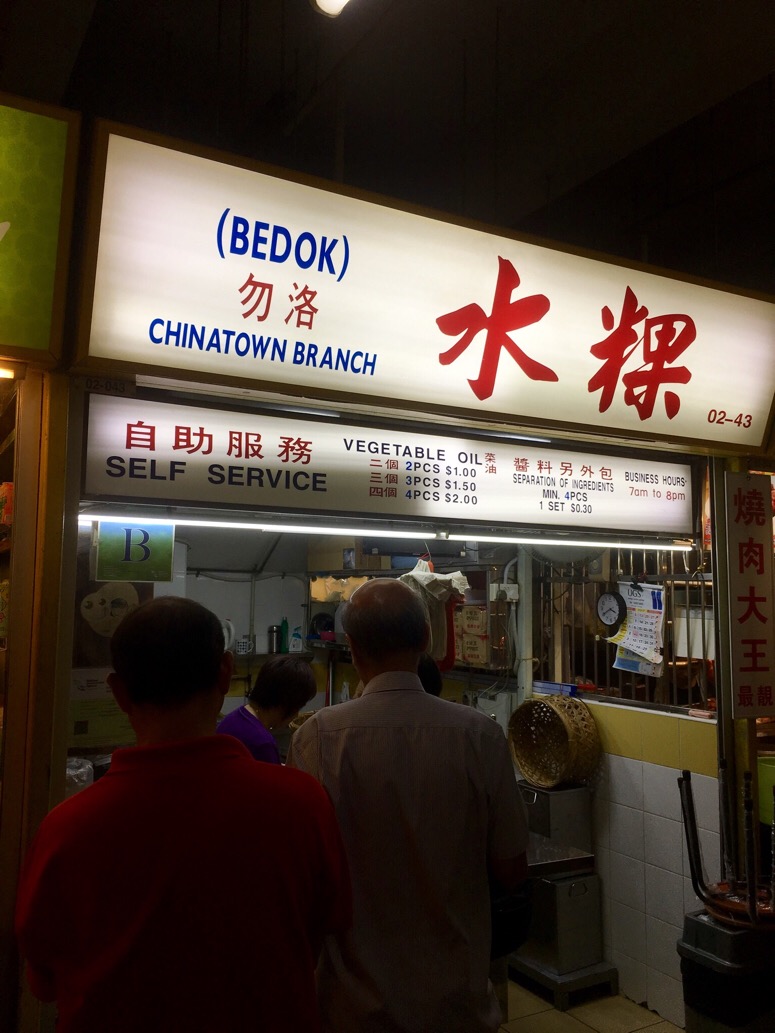 (BEDOK)
勿洛
CHINATOWN BRANCH
水粿
02-43
02-043
自助服務
SELF SERVICE
VEGETABLE OIL 菜油
二個 2PCS $1.00
三個 3PCS $1.50
四個 4PCS $2.00
醬料另外包
SEPARATION OF INGREDIENTS
MIN. 4PCS
1 SET $0.30
BUSINESS HOURS
7am to 8pm
B
燒肉大王
最靚